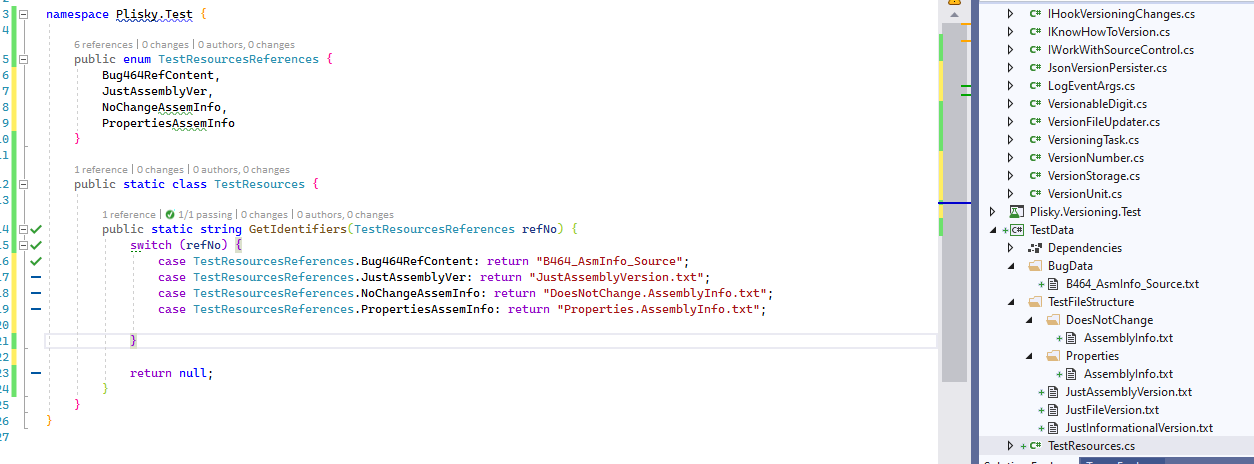 3 namespace Plisky.Test {
4
6 references | 0 changes | 0 authors, 0 changes
5 public enum TestResourcesReferences {
6 Bug464RefContent,
7 JustAssemblyVer,
8 NoChangeAssemInfo,
9 PropertiesAssemInfo
10 }
11
1 reference | 0 changes | 0 authors, 0 changes
12 public static class TestResources {
13
1 reference | 1/1 passing | 0 changes | 0 authors, 0 changes
14 public static string GetIdentifiers(TestResourcesReferences refNo) {
15 switch (refNo) {
16 case TestResourcesReferences.Bug464RefContent: return "B464_AsmInfo_Source";
17 case TestResourcesReferences.JustAssemblyVer: return "JustAssemblyVersion.txt";
18 case TestResourcesReferences.NoChangeAssemInfo: return "DoesNotChange.AssemblyInfo.txt";
19 case TestResourcesReferences.PropertiesAssemInfo: return "Properties.AssemblyInfo.txt";
20
21 }
22
23 return null;
24 }
25 }
26 }
27
C# IHookVersioningChanges.cs
C# IKnowHowToVersion.cs
C# IWorkWithSourceControl.cs
C# JsonVersionPersister.cs
C# LogEventArgs.cs
C# VersionableDigit.cs
C# VersionFileUpdater.cs
C# VersioningTask.cs
C# VersionNumber.cs
C# VersionStorage.cs
C# VersionUnit.cs
Plisky.Versioning.Test
C# TestData
Dependencies
BugData
B464_AsmInfo_Source.txt
TestFileStructure
DoesNotChange
AssemblyInfo.txt
Properties
AssemblyInfo.txt
JustAssemblyVersion.txt
JustFileVersion.txt
JustInformationalVersion.txt
C# TestResources.cs